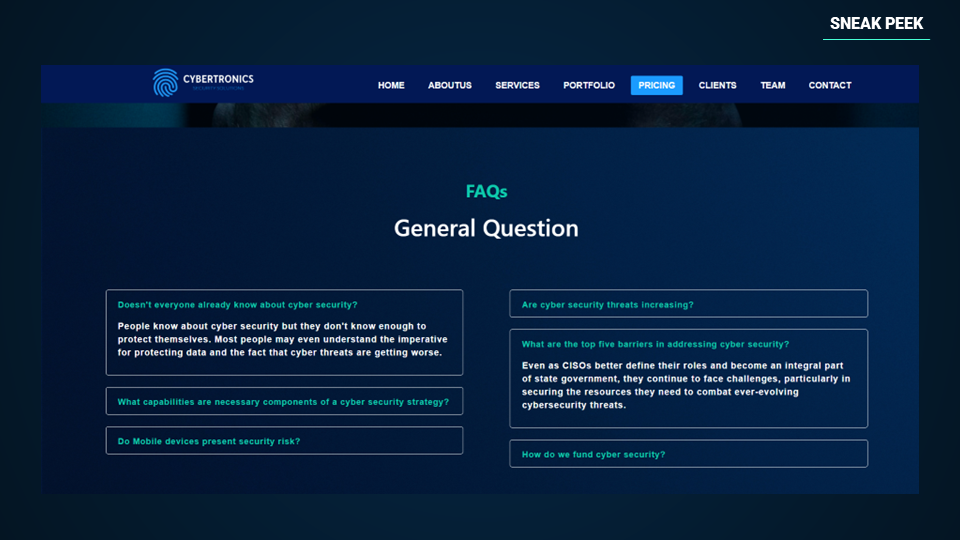 SNEAK PEEK
CYBERTRONICS
SECURITY SOLUTIONS
HOME ABOUTUS SERVICES PORTFOLIO PRICING CLIENTS TEAM CONTACT
FAQs
General Question
Doesn't everyone already know about cyber security?
People know about cyber security but they don't know enough to
protect themselves. Most people may even understand the imperative
for protecting data and the fact that cyber threats are getting worse.
What capabilities are necessary components of a cyber security strategy?
Do Mobile devices present security risk?
Are cyber security threats increasing?
What are the top five barriers in addressing cyber security?
Even as CISOs better define their roles and become an integral part
of state government, they continue to face challenges, particularly in
securing the resources they need to combat ever-evolving
cybersecurity threats.
How do we fund cyber security?